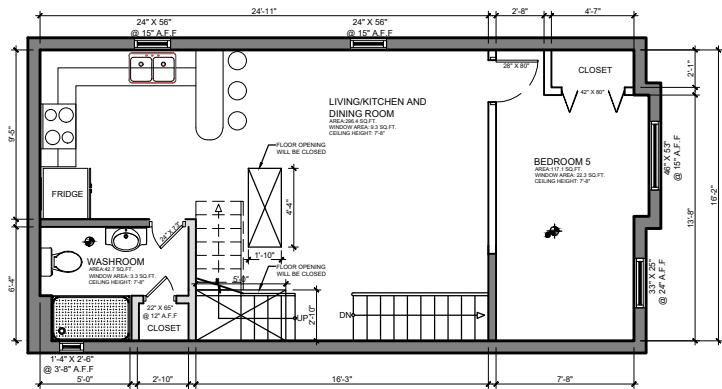 24'-11"
2'-8"
4'-7"
24" X 56"
@ 15" A.F.F
24" X 56"
@ 15" A.F.F
28" X 80"
CLOSET
42" X 80"
2'-1"
LIVING/KITCHEN AND
DINING ROOM
AREA:296.4 SQ.FT.
WINDOW AREA: 9.3 SQ.FT.
CEILING HEIGHT: 7'-8"
9'-5"
FLOOR OPENING
WILL BE CLOSED
BEDROOM 5
AREA:117.1 SQ.FT.
WINDOW AREA: 22.3 SQ.FT.
CEILING HEIGHT: 7'-8"
46" X 53"
@ 15" A.F.F
16'-2"
FRIDGE
4'-4"
13'-8"
24" X 73"
1'-10"
WASHROOM
AREA:42.7 SQ.FT.
WINDOW AREA: 3.3 SQ.FT.
CEILING HEIGHT: 7'-8"
FLOOR OPENING
WILL BE CLOSED
6'-4"
33" X 25"
@ 24" A.F.F
22" X 65"
@ 12" A.F.F
2'-10"
UP
DN
CLOSET
1'-4" X 2'-6"
@ 3'-8" A.F.F
5'-0"
2'-10"
16'-3"
7'-8"